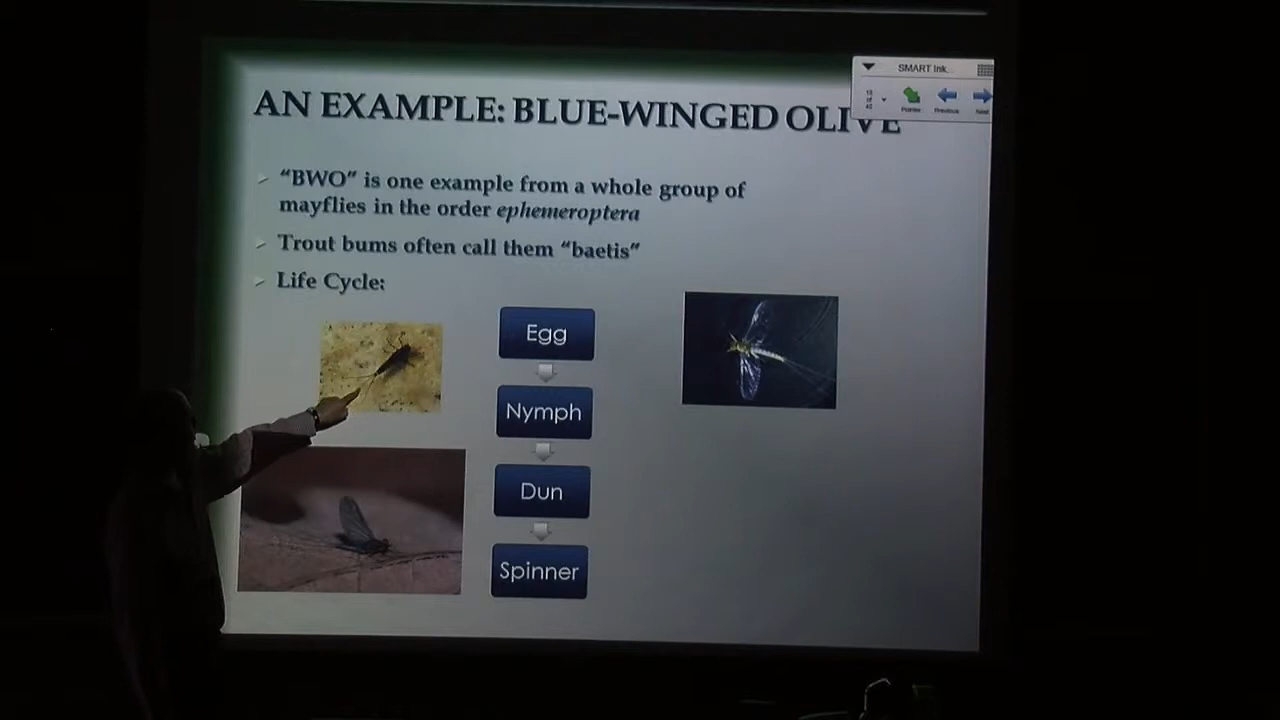 SMART Ink...
AN EXAMPLE: BLUE-WINGED OLIVE
Pointer
Previous
Next
"BWO" is one example from a whole group of
mayflies in the order ephemeroptera
Trout bums often call them "baetis"
Life Cycle:
Egg
Nymph
Dun
Spinner